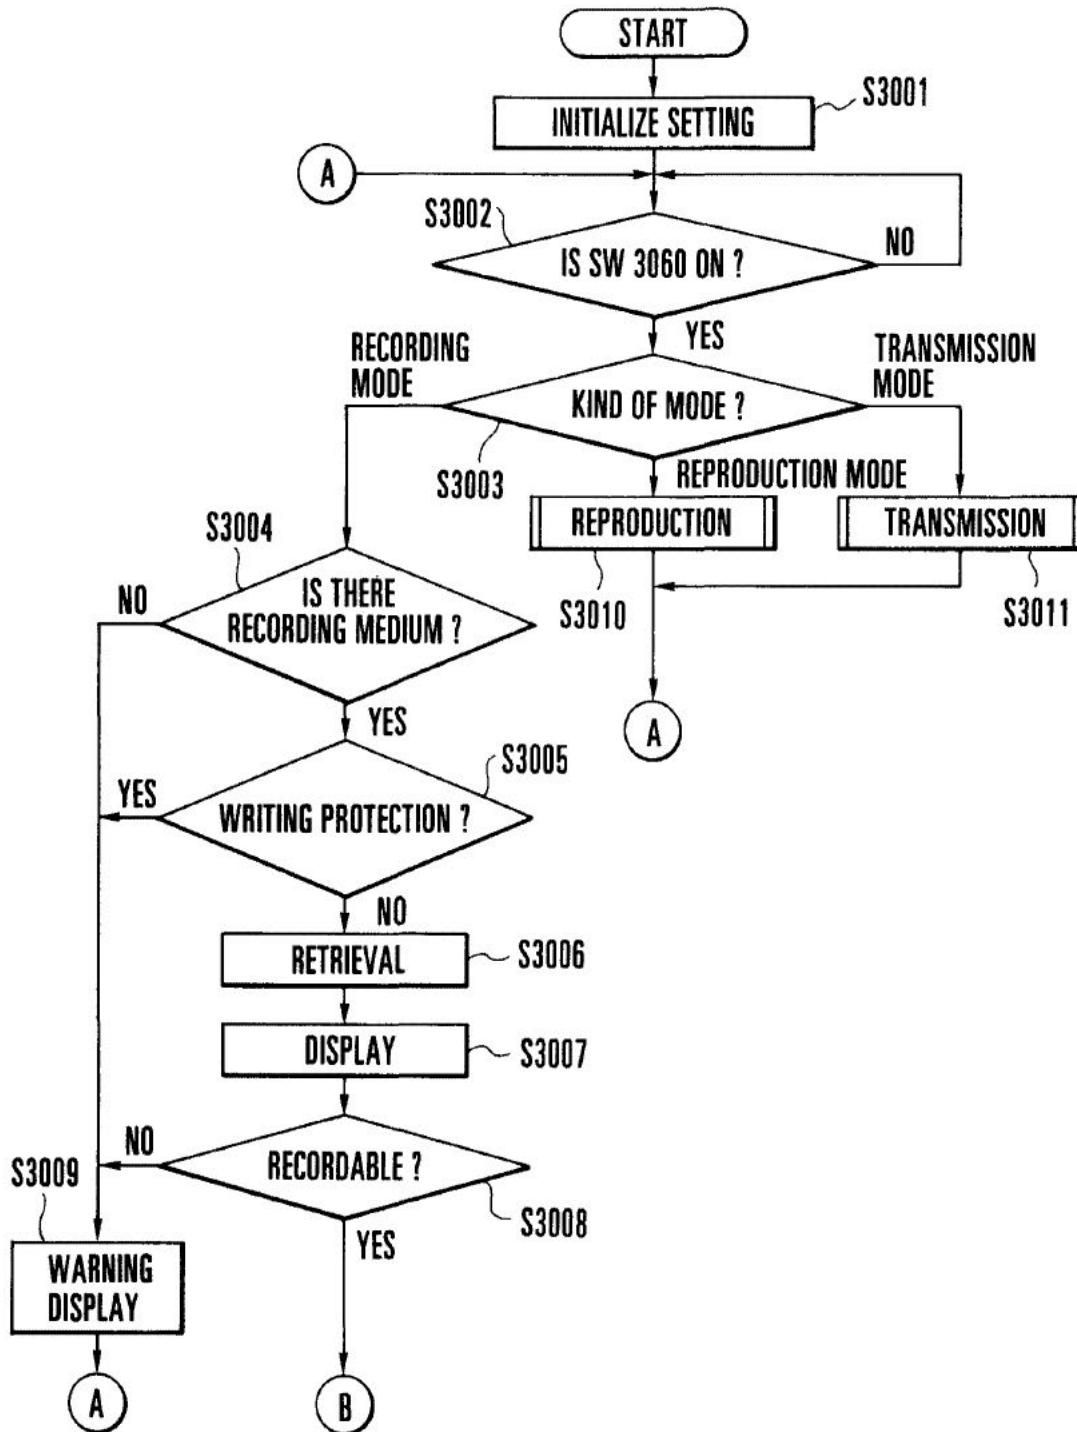 START
S3001
INITIALIZE SETTING
A
S3002
IS SW 3060 ON ?
NO
YES
RECORDING
MODE
TRANSMISSION
MODE
KIND OF MODE ?
S3003
REPRODUCTION MODE
REPRODUCTION
TRANSMISSION
S3010
S3011
A
S3004
NO
IS THERE
RECORDING MEDIUM ?
YES
S3005
YES
WRITING PROTECTION ?
NO
RETRIEVAL
S3006
DISPLAY
S3007
NO
RECORDABLE ?
S3008
S3009
YES
WARNING
DISPLAY
A
B